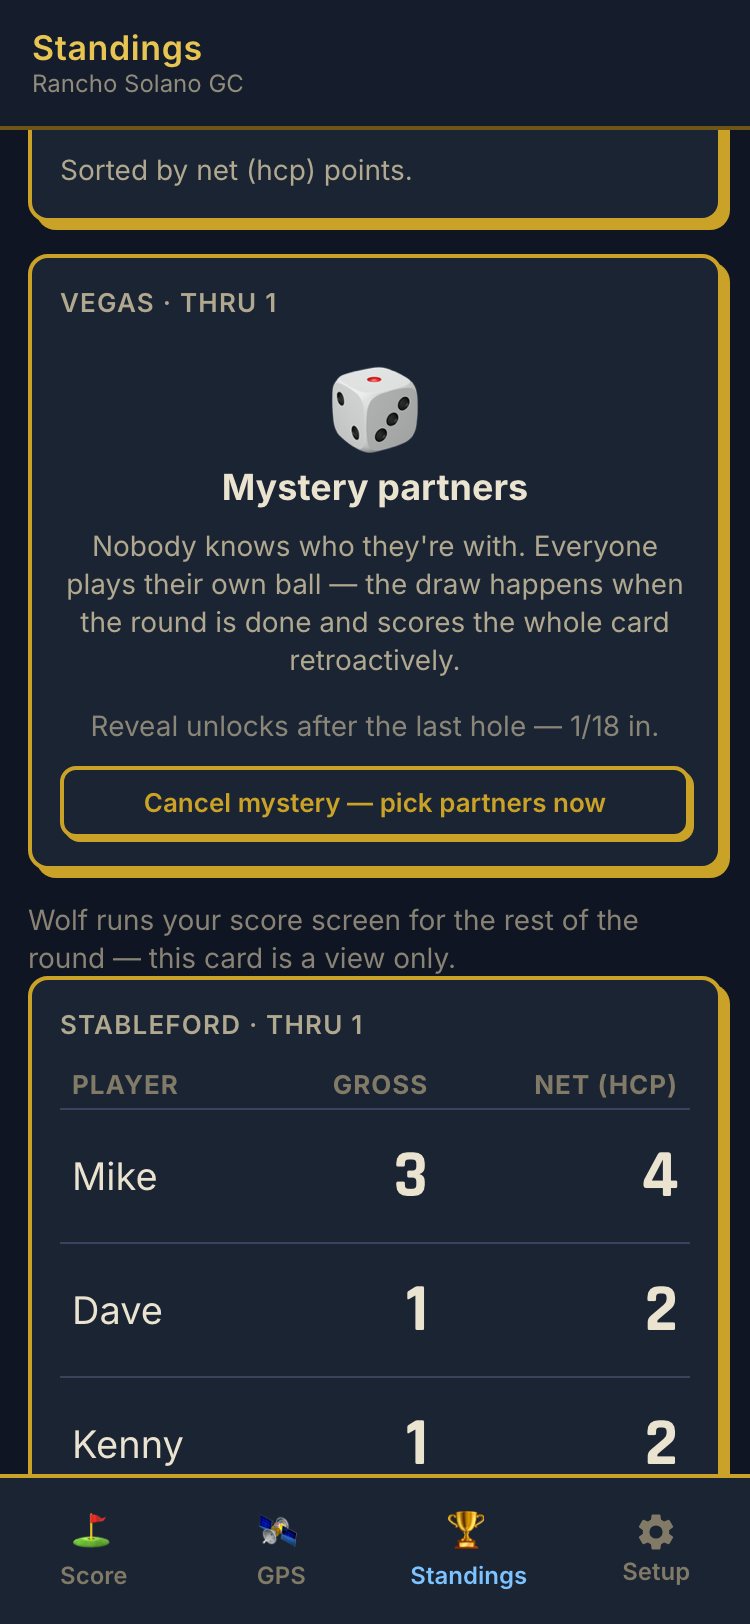 Standings
Rancho Solano GC
Sorted by net (hcp) points.
VEGAS · THRU 1
Mystery partners
Nobody knows who they're with. Everyone
plays their own ball — the draw happens when
the round is done and scores the whole card
retroactively.
Reveal unlocks after the last hole — 1/18 in.
Cancel mystery — pick partners now
Wolf runs your score screen for the rest of the
round — this card is a view only.
STABLEFORD · THRU 1
PLAYER GROSS NET (HCP)
Mike 3 4
Dave 1 2
Kenny 1 2
Score GPS Standings Setup